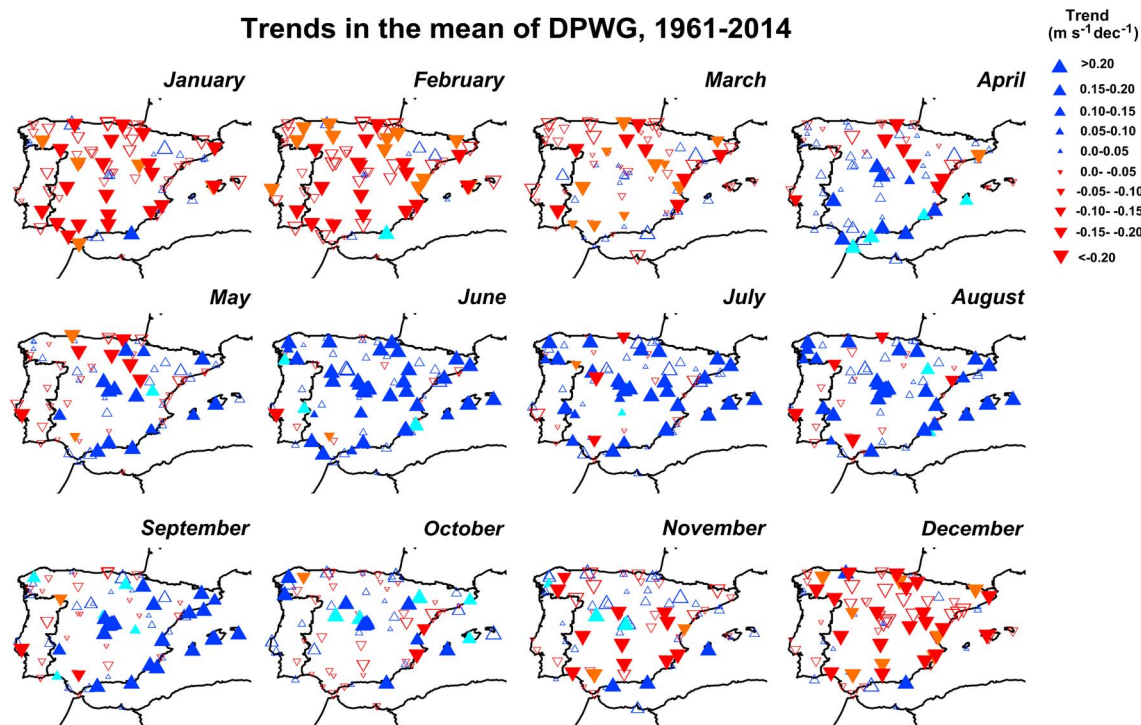 Trends in the mean of DPWG, 1961-2014
Trend
(m s⁻¹dec⁻¹)
>0.20
0.15-0.20
0.10-0.15
0.05-0.10
0.0-0.05
0.0- -0.05
-0.05- -0.10
-0.10- -0.15
-0.15- -0.20
<-0.20
January
February
March
April
May
June
July
August
September
October
November
December